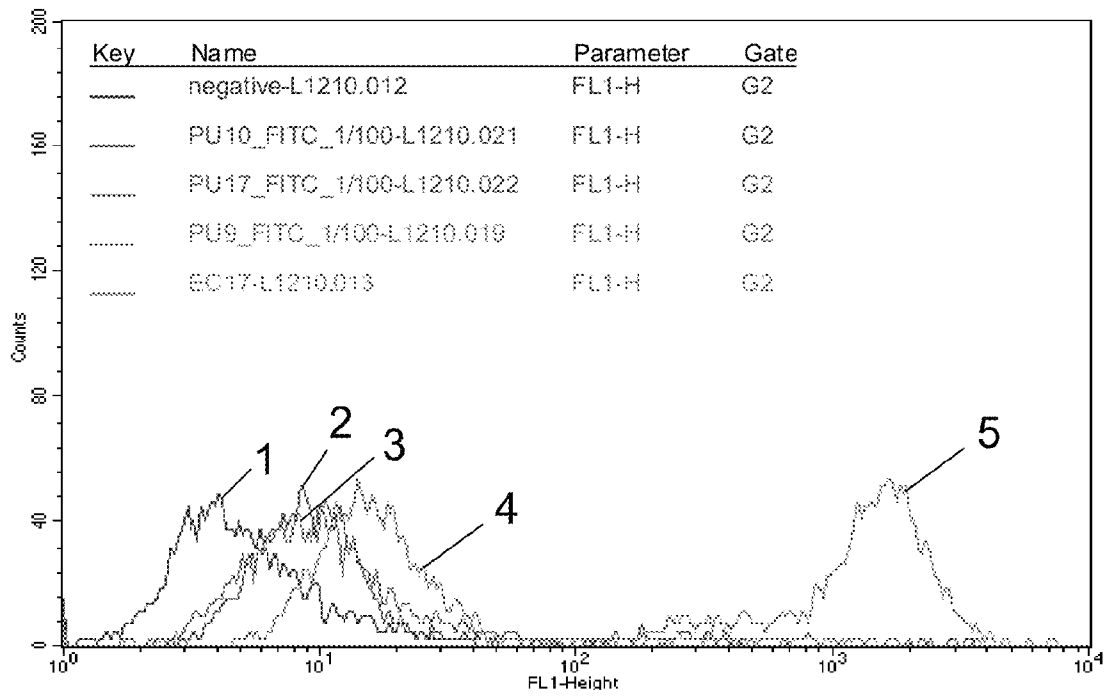 200
160
120
80
40
0
Counts
Key Name Parameter Gate
negative-L1210.012 FL1-H G2
PU10_FITC_1/100-L1210.021 FL1-H G2
PU17_FITC_1/100-L1210.022 FL1-H G2
PU9_FITC_1/100-L1210.019 FL1-H G2
EC17-L1210.013 FL1-H G2
1
2
3
4
5
10^0 10^1 10^2 10^3 10^4
FL1-Height